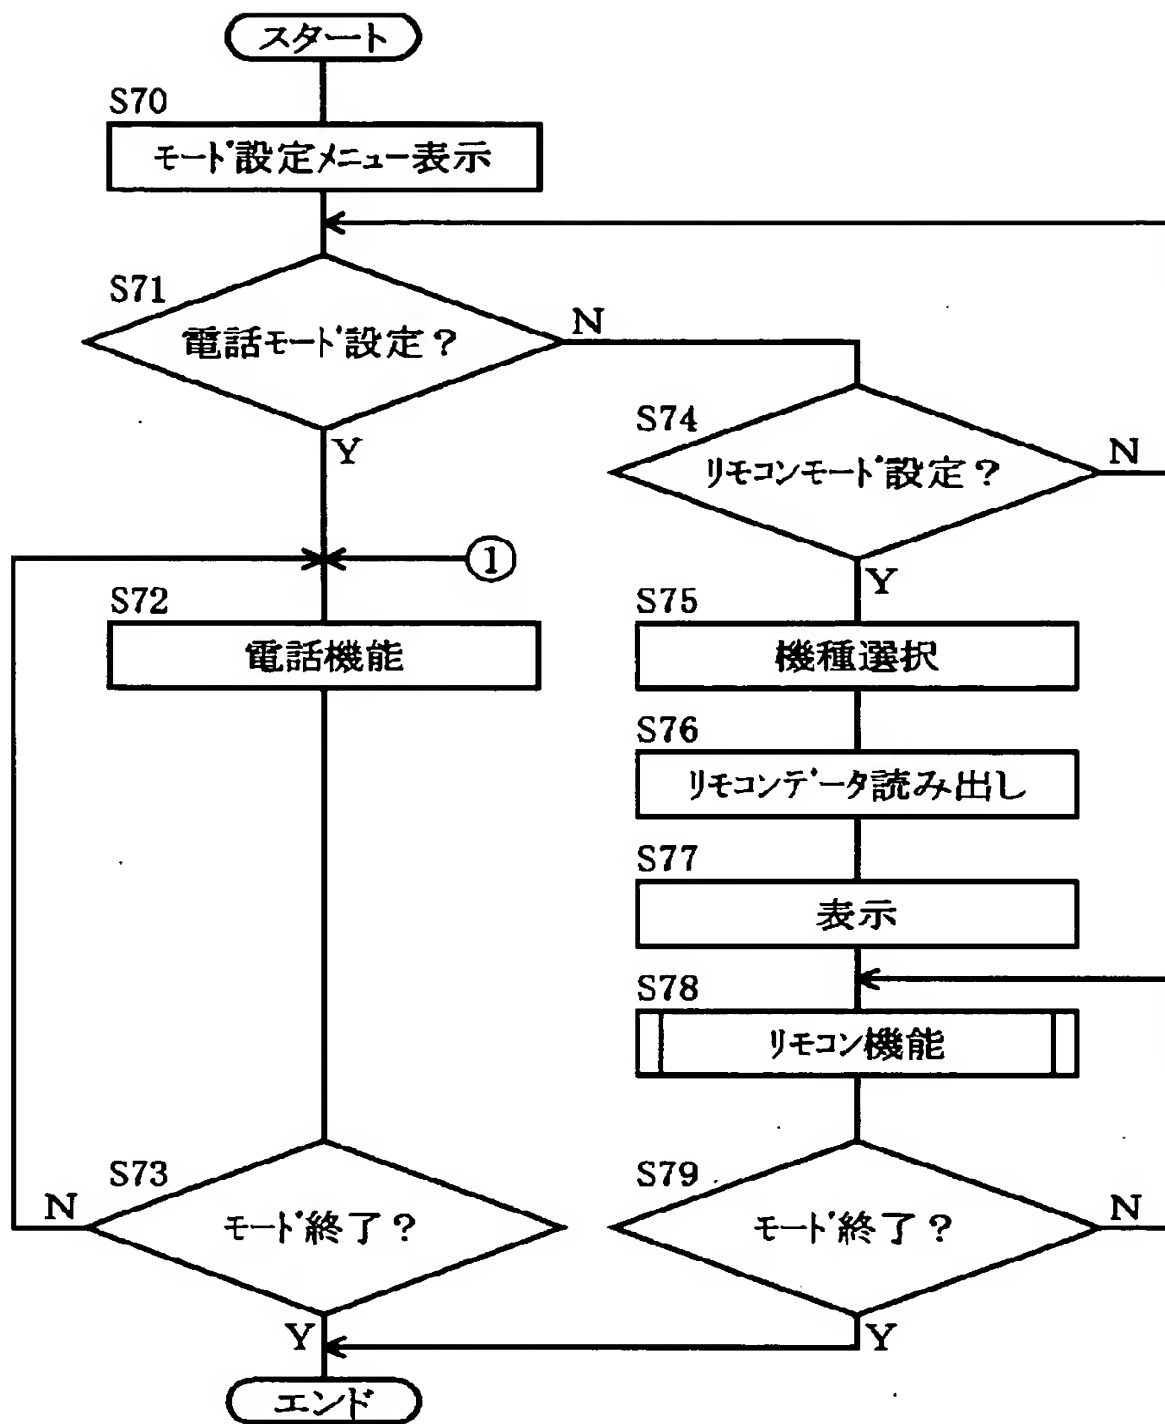 スタート
S70
モード設定メニュー表示
S71
電話モード設定?
N
Y
S74
リモコンモード設定?
N
Y
①
S72
電話機能
S75
機種選択
S76
リモコンデータ読み出し
S77
表示
S78
リモコン機能
S73
モード終了?
N
Y
S79
モード終了?
N
Y
エンド